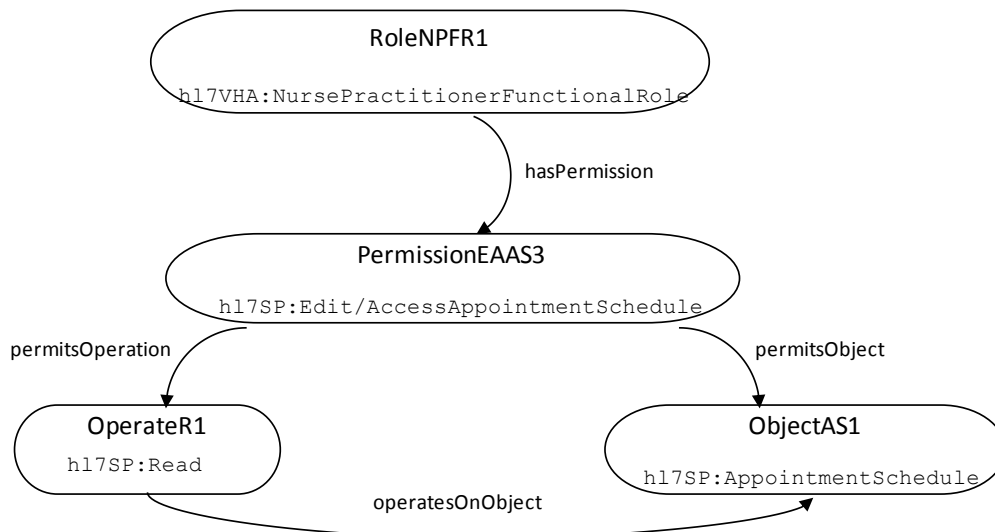 RoleNPFR1
hl7VHA:NursePractitionerFunctionalRole
hasPermission
PermissionEAAS3
hl7SP:Edit/AccessAppointmentSchedule
permitsOperation
permitsObject
OperateR1
hl7SP:Read
ObjectAS1
hl7SP:AppointmentSchedule
operatesOnObject